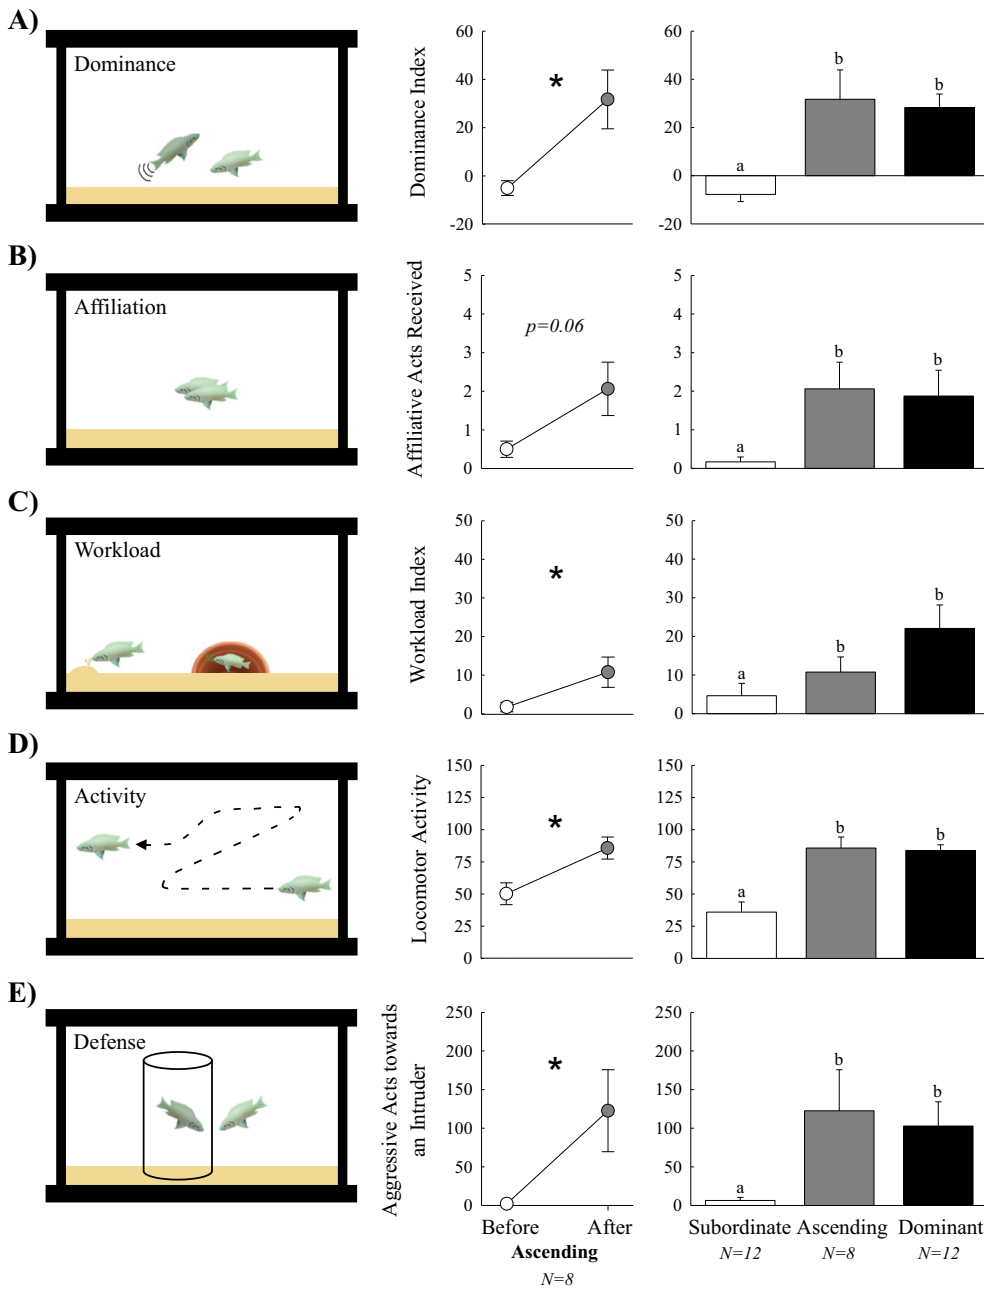 A)
Dominance
Dominance Index
60
40
20
0
-20
*
60
40
20
0
-20
a
b
b
B)
Affiliation
Affiliative Acts Received
5
4
3
2
1
0
p=0.06
5
4
3
2
1
0
a
b
b
C)
Workload
Workload Index
50
40
30
20
10
0
*
50
40
30
20
10
0
a
b
b
D)
Activity
Locomotor Activity
150
125
100
75
50
25
0
*
150
125
100
75
50
25
0
a
b
b
E)
Defense
Aggressive Acts towards
an Intruder
250
200
150
100
50
0
*
250
200
150
100
50
0
a
b
b
Before After
Ascending
N=8
Subordinate Ascending Dominant
N=12 N=8 N=12